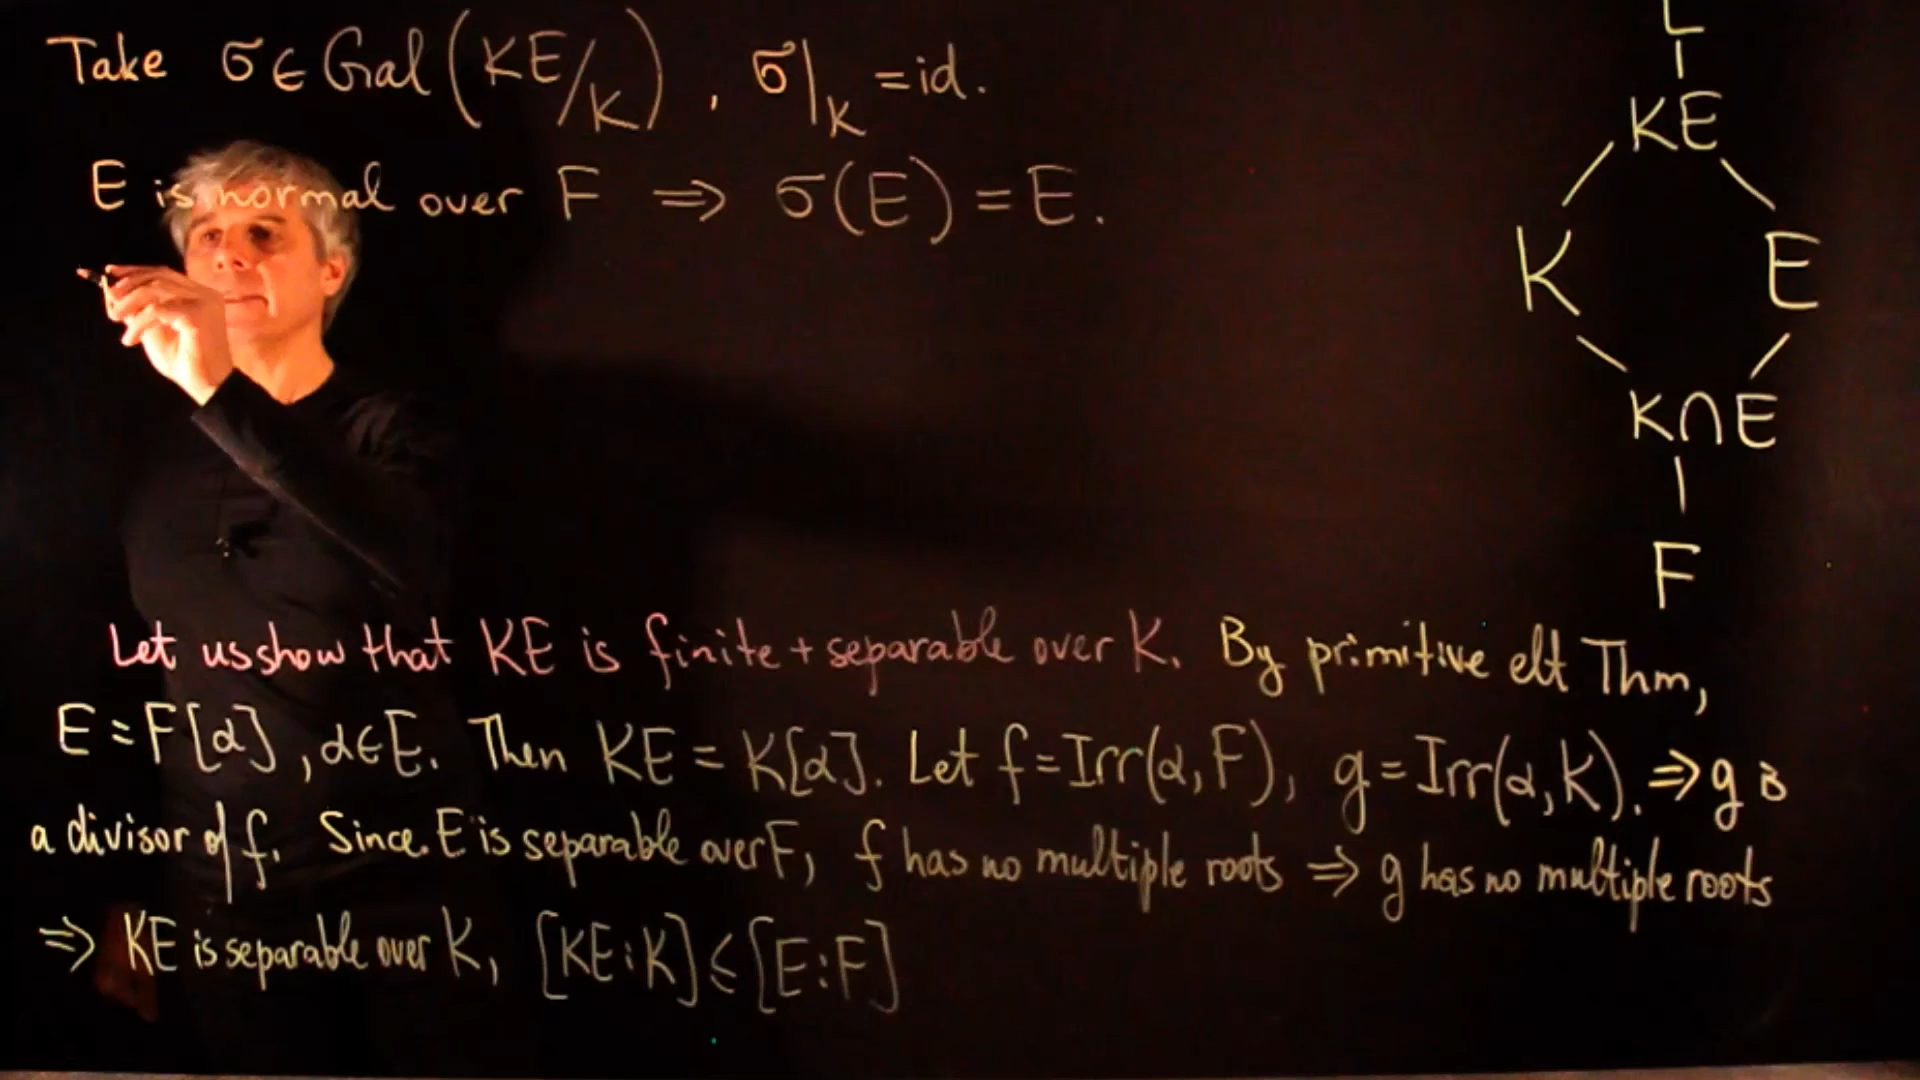 Take σ∈Gal(KE/K), σ|_K = id.
E is normal over F ⇒ σ(E) = E.
L
KE
K E
K∩E
F
Let us show that KE is finite + separable over K. By primitive elt Thm,
E = F[α], α∈E. Then KE = K[α]. Let f = Irr(α, F), g = Irr(α, K). ⇒ g is
a divisor of f. Since E is separable over F, f has no multiple roots ⇒ g has no multiple roots
⇒ KE is separable over K, [KE:K] ≤ [E:F]